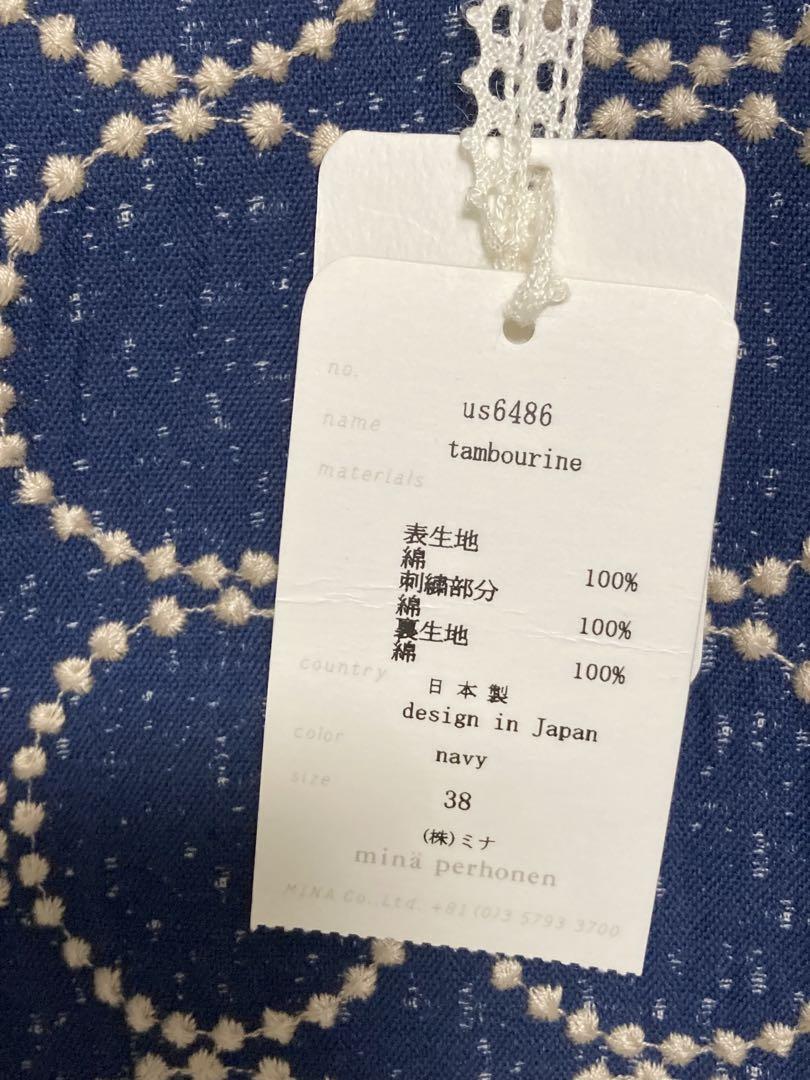 no.
us6486
name
tambourine
materials
表生地
綿 100%
刺繍部分
綿 100%
裏生地
綿 100%
country
日本製
design in Japan
color
navy
size
38
(株)ミナ
minä perhonen
MINA Co.,Ltd. +81 (0)3 5793 3700